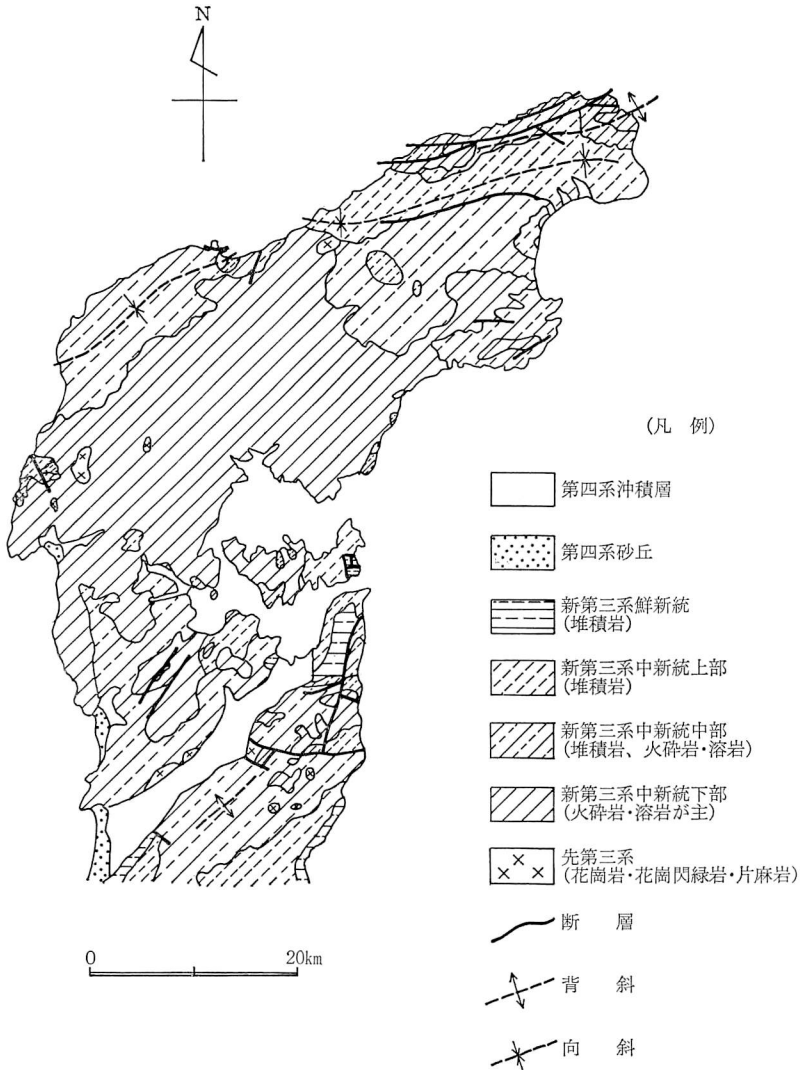 N
(凡 例)
第四系沖積層
第四系砂丘
新第三系鮮新統
(堆積岩)
新第三系中新統上部
(堆積岩)
新第三系中新統中部
(堆積岩、火砕岩・溶岩)
新第三系中新統下部
(火砕岩・溶岩が主)
先第三系
(花崗岩・花崗閃緑岩・片麻岩)
断 層
背 斜
向 斜
0 20km